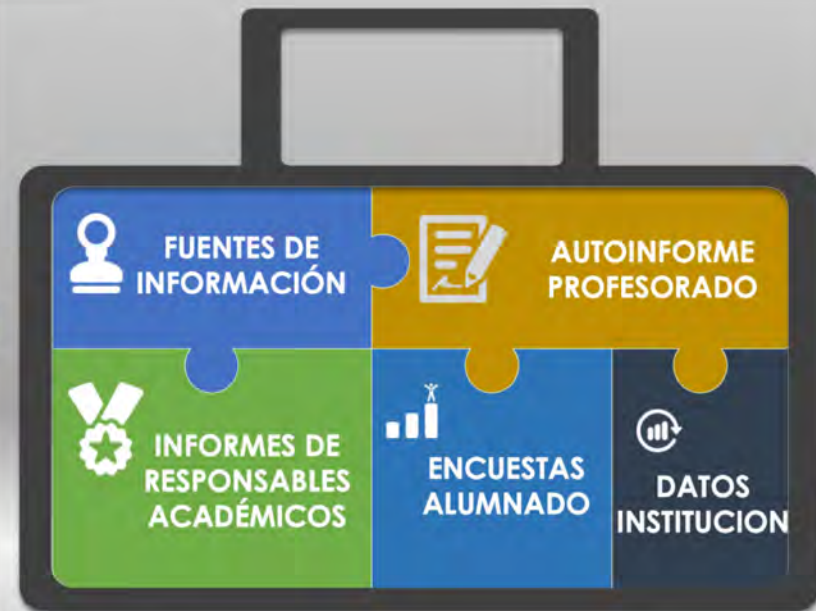 FUENTES DE
INFORMACIÓN
AUTOINFORME
PROFESORADO
INFORMES DE
RESPONSABLES
ACADÉMICOS
ENCUESTAS
ALUMNADO
DATOS
INSTITUCION